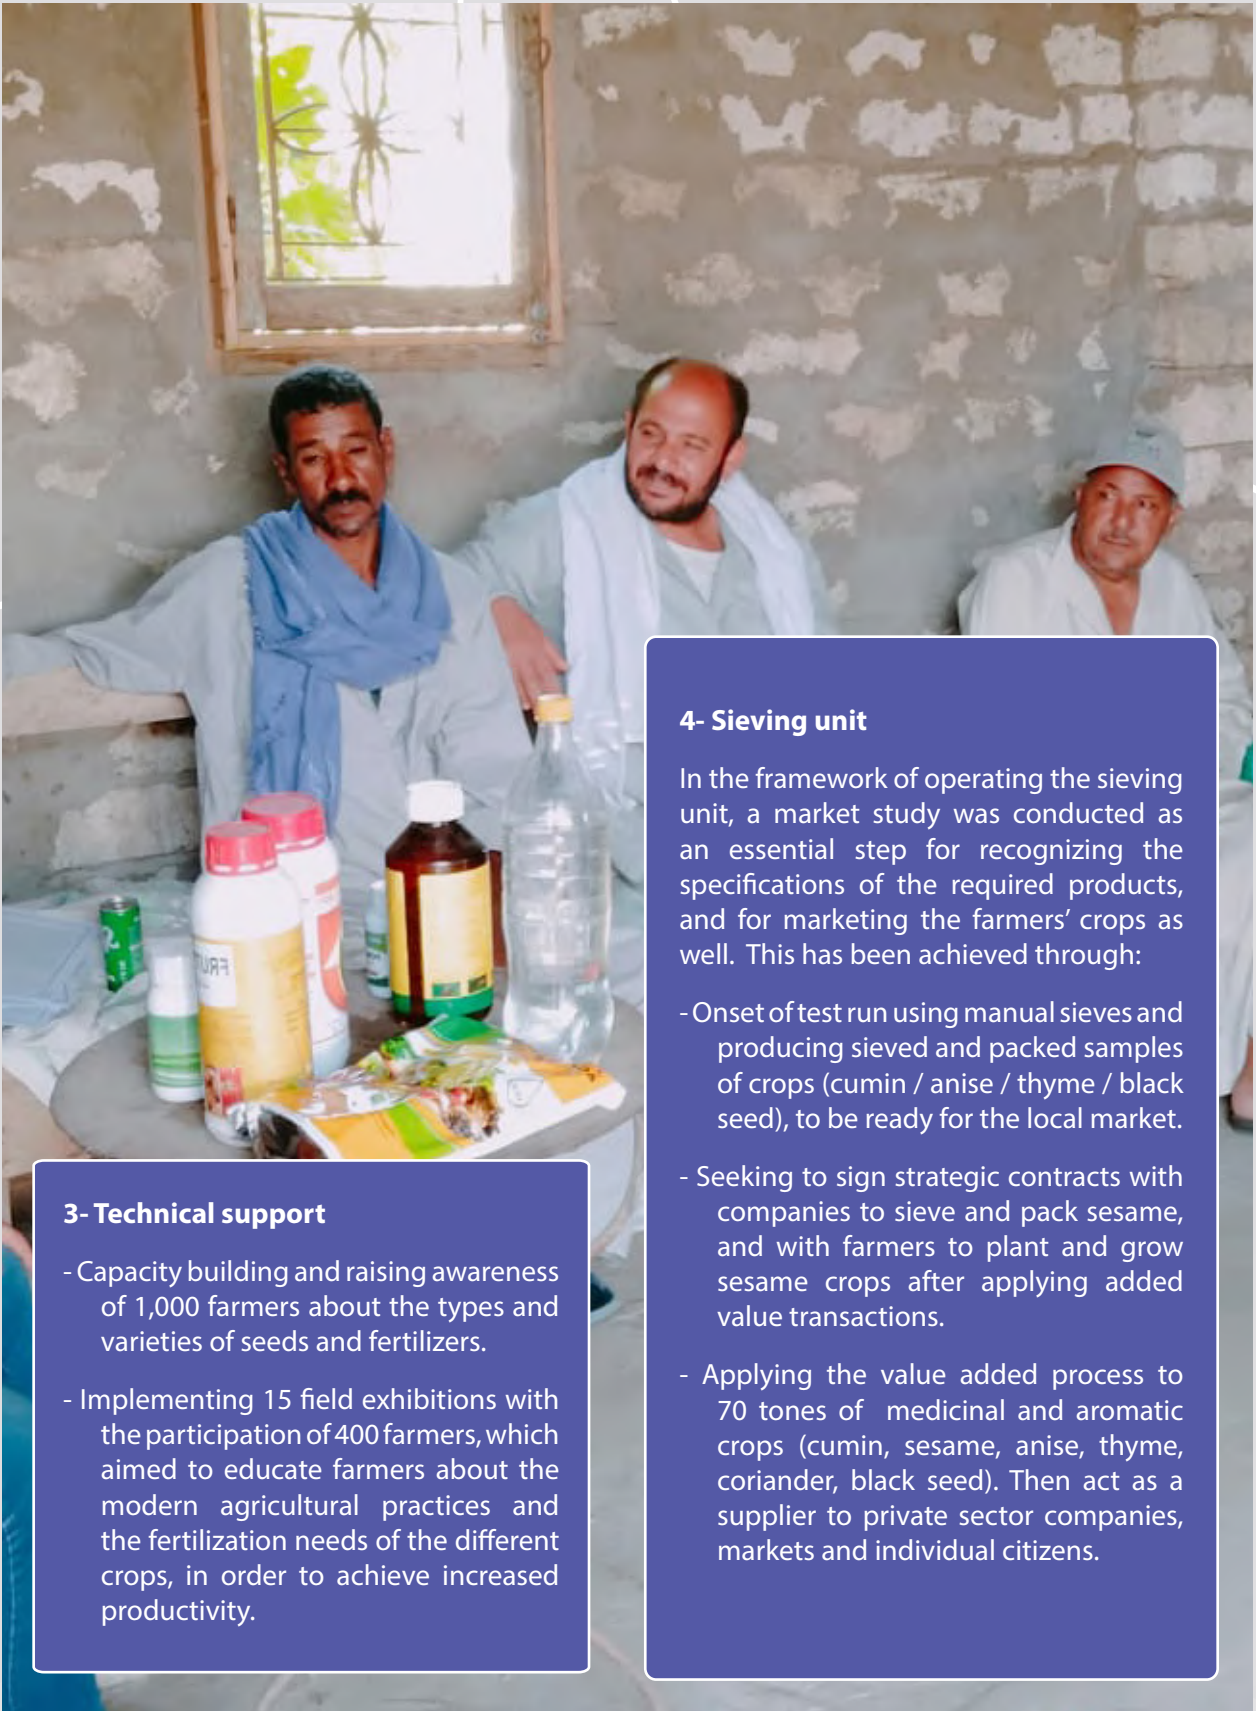 4- Sieving unit
In the framework of operating the sieving
unit, a market study was conducted as
an essential step for recognizing the
specifications of the required products,
and for marketing the farmers’ crops as
well.  This has been achieved through:
- Onset of test run using manual sieves and
producing sieved and packed samples
of crops (cumin / anise / thyme / black
seed), to be ready for the local market.
- Seeking to sign strategic contracts with
companies to sieve and pack sesame,
and with farmers to plant and grow
sesame crops after applying added
value transactions.
- Applying the value added process to
70 tones of  medicinal and aromatic
crops (cumin, sesame, anise, thyme,
coriander, black seed). Then act as a
supplier to private sector companies,
markets and individual citizens.
3- Technical support
- Capacity building and raising awareness
of 1,000 farmers about the types and
varieties of seeds and fertilizers.
- Implementing 15 field exhibitions with
the participation of 400 farmers, which
aimed to educate farmers about the
modern agricultural practices and
the fertilization needs of the different
crops, in order to achieve increased
productivity.